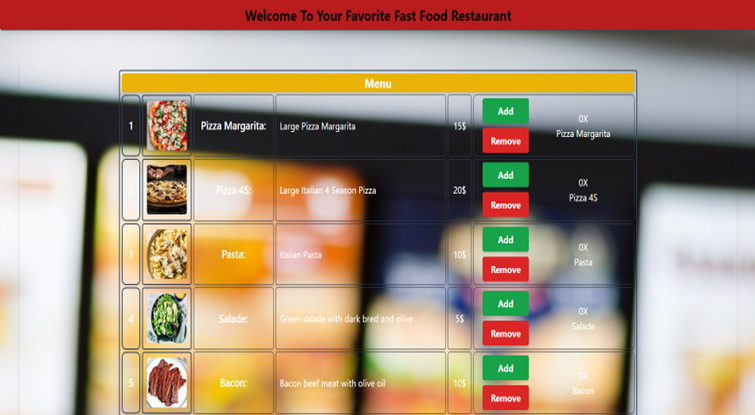 Welcome To Your Favorite Fast Food Restaurant
Menu
1 Pizza Margarita: Large Pizza Margarita 15$ Add Remove 0X Pizza Margarita
2 Pizza 4S: Large Italian 4 Season Pizza 20$ Add Remove 0X Pizza 4S
3 Pasta: Italian Pasta 10$ Add Remove 0X Pasta
4 Salade: Green salade with dark bred and olive 5$ Add Remove 0X Salade
5 Bacon: Bacon beef meat with olive oil 10$ Add Remove 0X Bacon